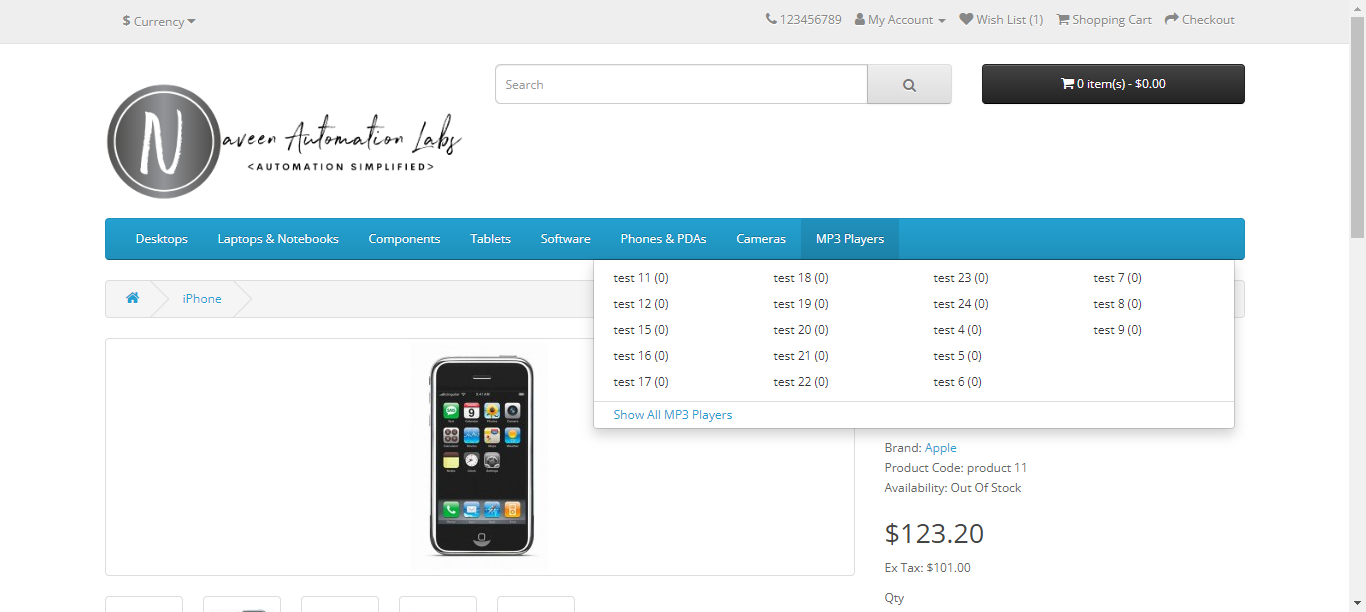 $ Currency
123456789 My Account Wish List (1) Shopping Cart Checkout
Search
0 item(s) - $0.00
N
aveen Automation Labs
<AUTOMATION SIMPLIFIED>
Desktops Laptops & Notebooks Components Tablets Software Phones & PDAs Cameras MP3 Players
iPhone
test 11 (0) test 18 (0) test 23 (0) test 7 (0)
test 12 (0) test 19 (0) test 24 (0) test 8 (0)
test 15 (0) test 20 (0) test 4 (0) test 9 (0)
test 16 (0) test 21 (0) test 5 (0)
test 17 (0) test 22 (0) test 6 (0)
Show All MP3 Players
9
Brand: Apple
Product Code: product 11
Availability: Out Of Stock
$123.20
Ex Tax: $101.00
Qty